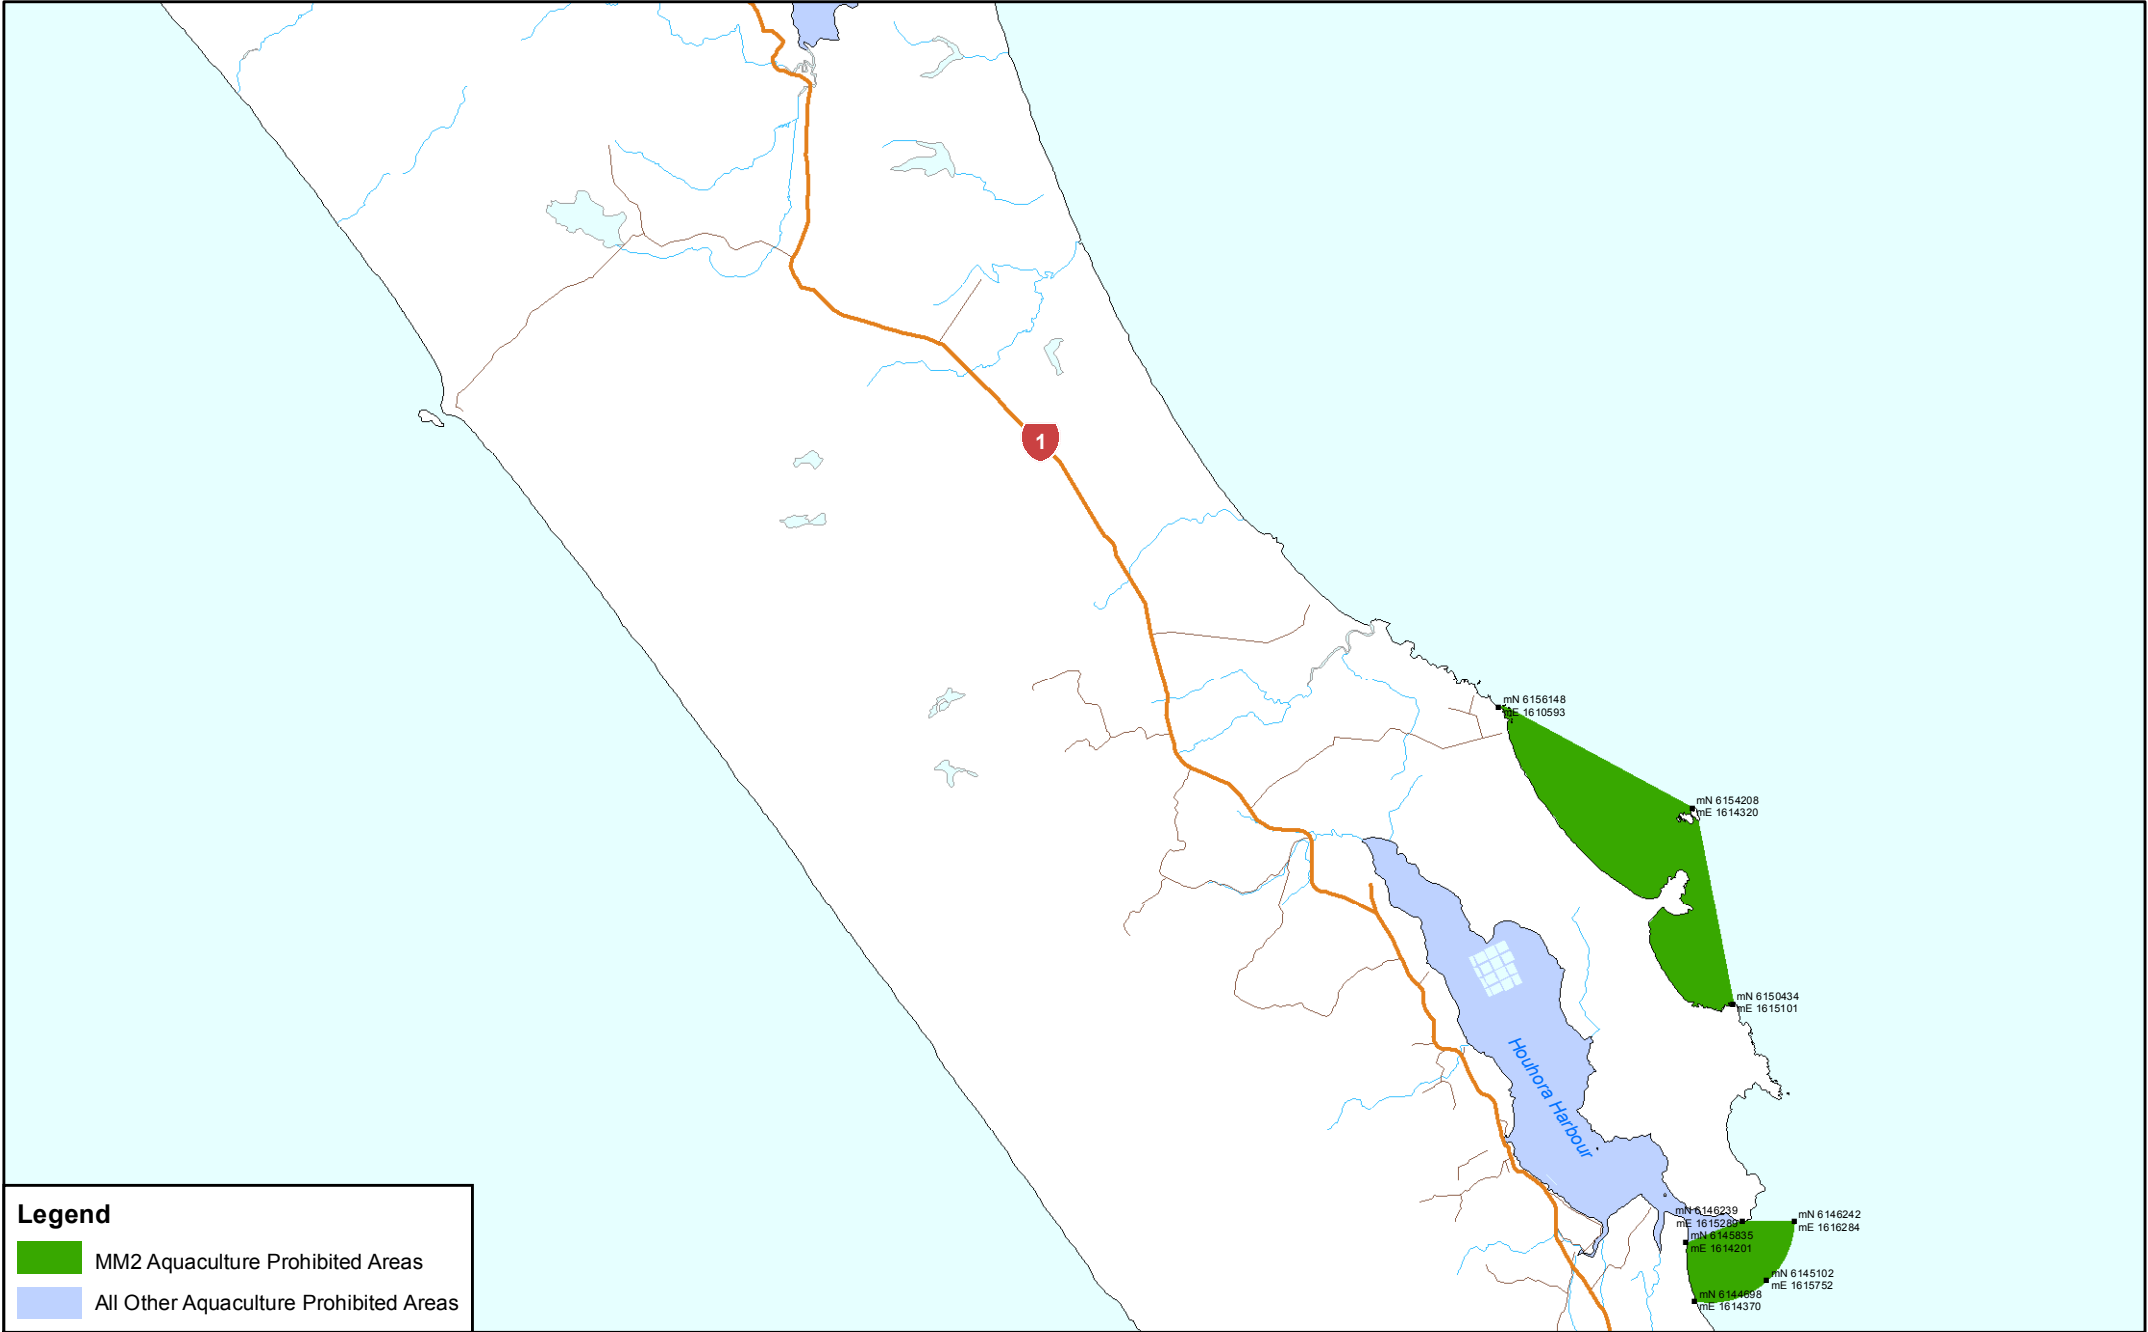 1
mN 6156148
mE 1610593
mN 6154208
mE 1614320
mN 6150434
mE 1615101
Houhora Harbour
mN 6146239
mE 1615289
mN 6146242
mE 1616284
mN 6145835
mE 1614201
mN 6145102
mE 1615752
mN 6144698
mE 1614370
Legend
MM2 Aquaculture Prohibited Areas
All Other Aquaculture Prohibited Areas